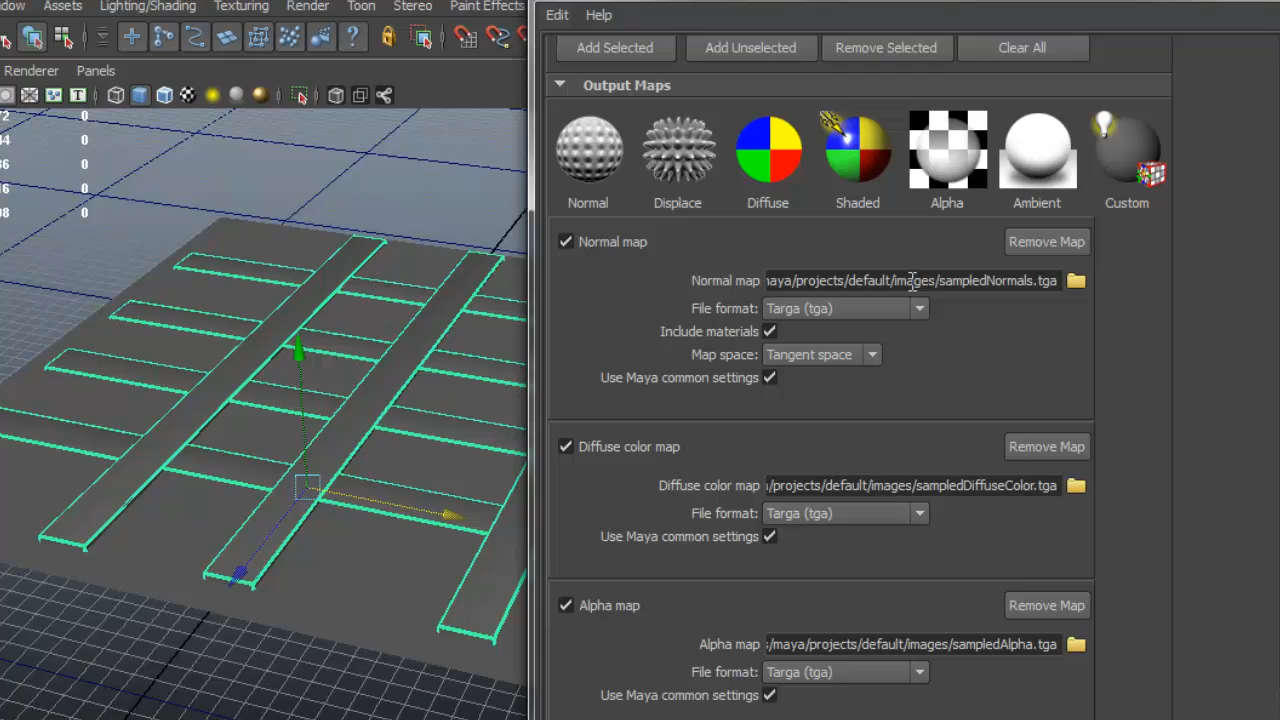 ndow Assets Lighting/Shading Texturing Render Toon Stereo Paint Effects
Renderer Panels
72 0
44 0
36 0
16 0
08 0
Edit Help
Add Selected Add Unselected Remove Selected Clear All
Output Maps
Normal Displace Diffuse Shaded Alpha Ambient Custom
Normal map Remove Map
Normal map naya/projects/default/images/sampledNormals.tga
File format: Targa (tga)
Include materials
Map space: Tangent space
Use Maya common settings
Diffuse color map Remove Map
Diffuse color map /projects/default/images/sampledDiffuseColor.tga
File format: Targa (tga)
Use Maya common settings
Alpha map Remove Map
Alpha map /maya/projects/default/images/sampledAlpha.tga
File format: Targa (tga)
Use Maya common settings